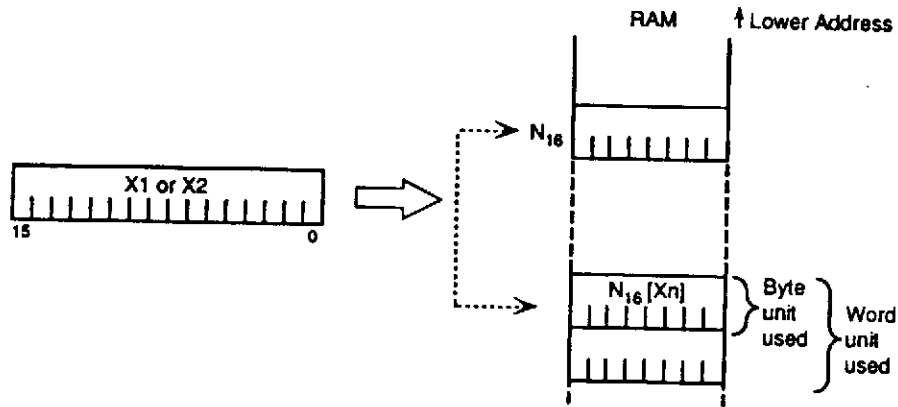 RAM
Lower Address
N16
X1 or X2
15 0
N16 [Xn]
Byte
unit
used
Word
unit
used